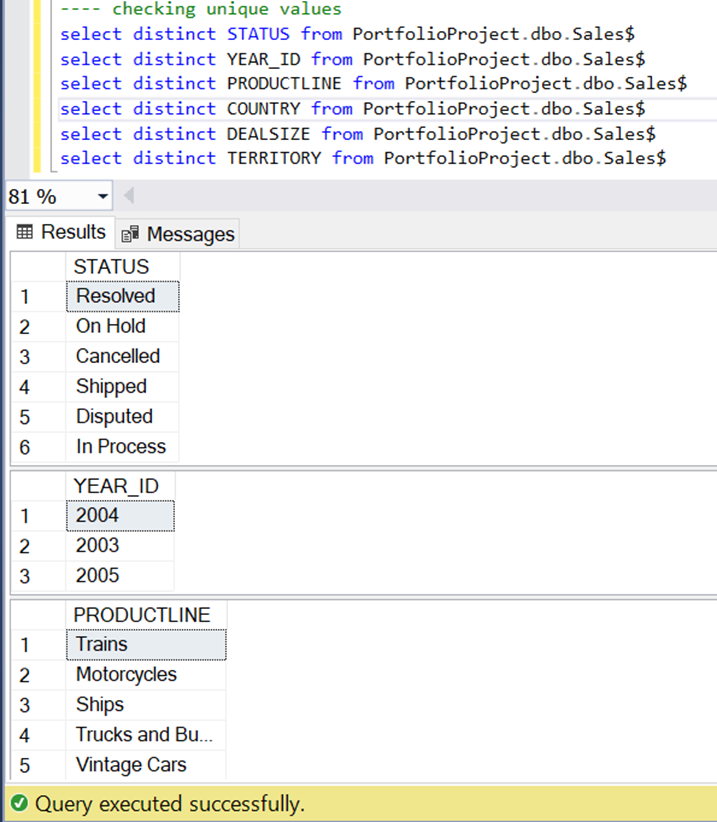 ---- checking unique values
select distinct STATUS from PortfolioProject.dbo.Sales$
select distinct YEAR_ID from PortfolioProject.dbo.Sales$
select distinct PRODUCTLINE from PortfolioProject.dbo.Sales$
select distinct COUNTRY from PortfolioProject.dbo.Sales$
select distinct DEALSIZE from PortfolioProject.dbo.Sales$
select distinct TERRITORY from PortfolioProject.dbo.Sales$
81 %
Results Messages
STATUS
1 Resolved
2 On Hold
3 Cancelled
4 Shipped
5 Disputed
6 In Process
YEAR_ID
1 2004
2 2003
3 2005
PRODUCTLINE
1 Trains
2 Motorcycles
3 Ships
4 Trucks and Bu...
5 Vintage Cars
Query executed successfully.